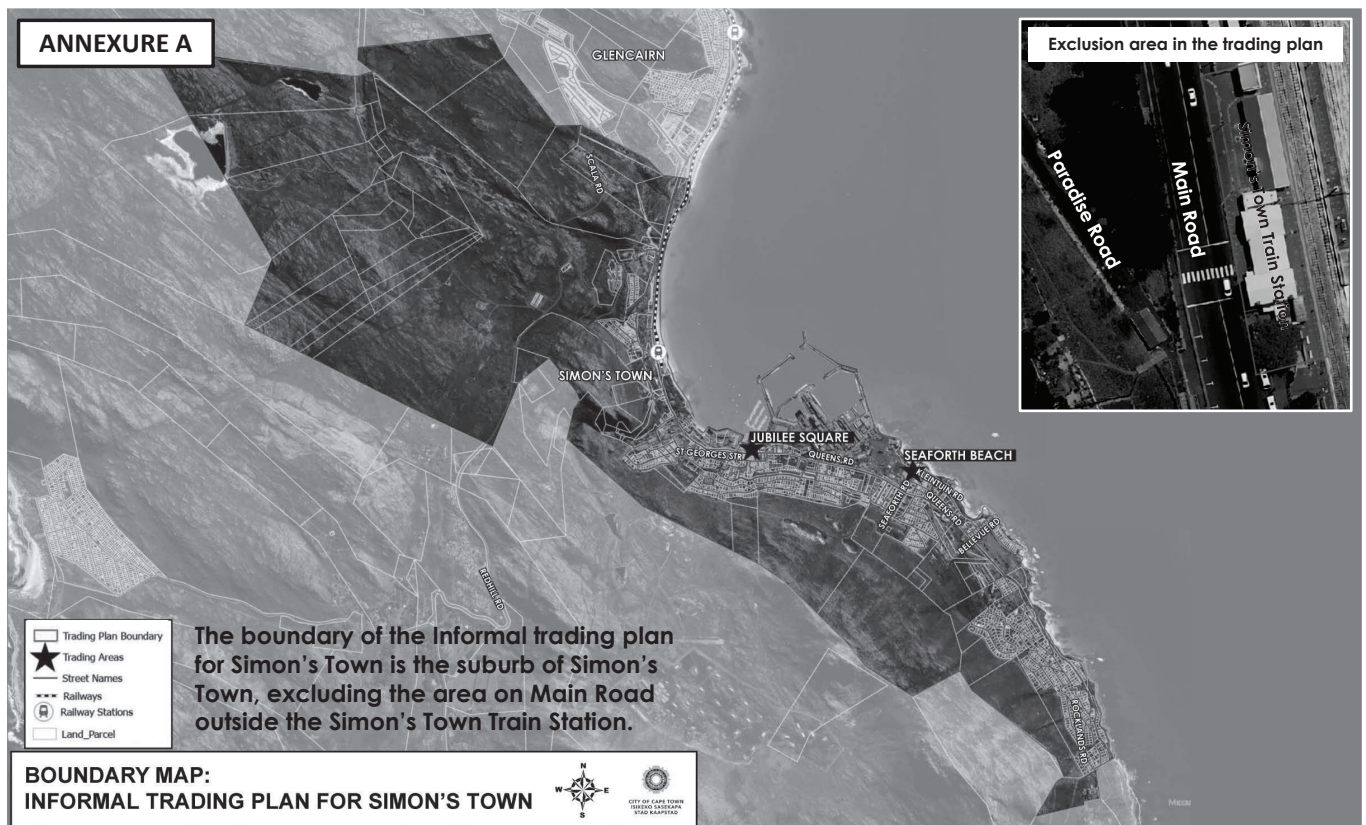 ANNEXURE A
GLENCAIRN
SCALA RD
SIMON'S TOWN
JUBILEE SQUARE
ST GEORGES STR
QUEENS RD
SEAFORTH BEACH
KLEINTUIN RD
SEAFORTH RD
QUEENS RD
BELLEVUE RD
REDHILL RD
ROCKLANDS RD
Exclusion area in the trading plan
Paradise Road
Main Road
Simon's Town Train Station
Trading Plan Boundary
Trading Areas
Street Names
Railways
Railway Stations
Land_Parcel
The boundary of the Informal trading plan
for Simon's Town is the suburb of Simon's
Town, excluding the area on Main Road
outside the Simon's Town Train Station.
BOUNDARY MAP:
INFORMAL TRADING PLAN FOR SIMON'S TOWN
N
W
E
S
CITY OF CAPE TOWN
ISIXEKO SASEKAPA
STAD KAAPSTAD